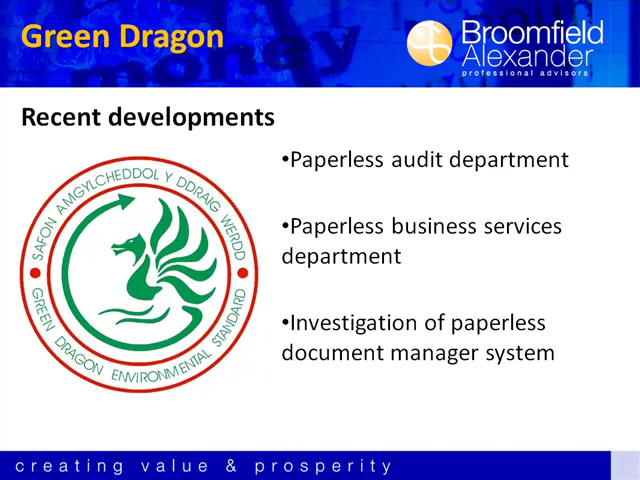 Green Dragon
Broomfield
Alexander
professional advisors
money
Recent developments
•Paperless audit department
•Paperless business services
department
•Investigation of paperless
document manager system
SAFON AMGYLCHEDDOL Y DDRAIG WERDD
GREEN DRAGON ENVIRONMENTAL STANDARD
creating value & prosperity